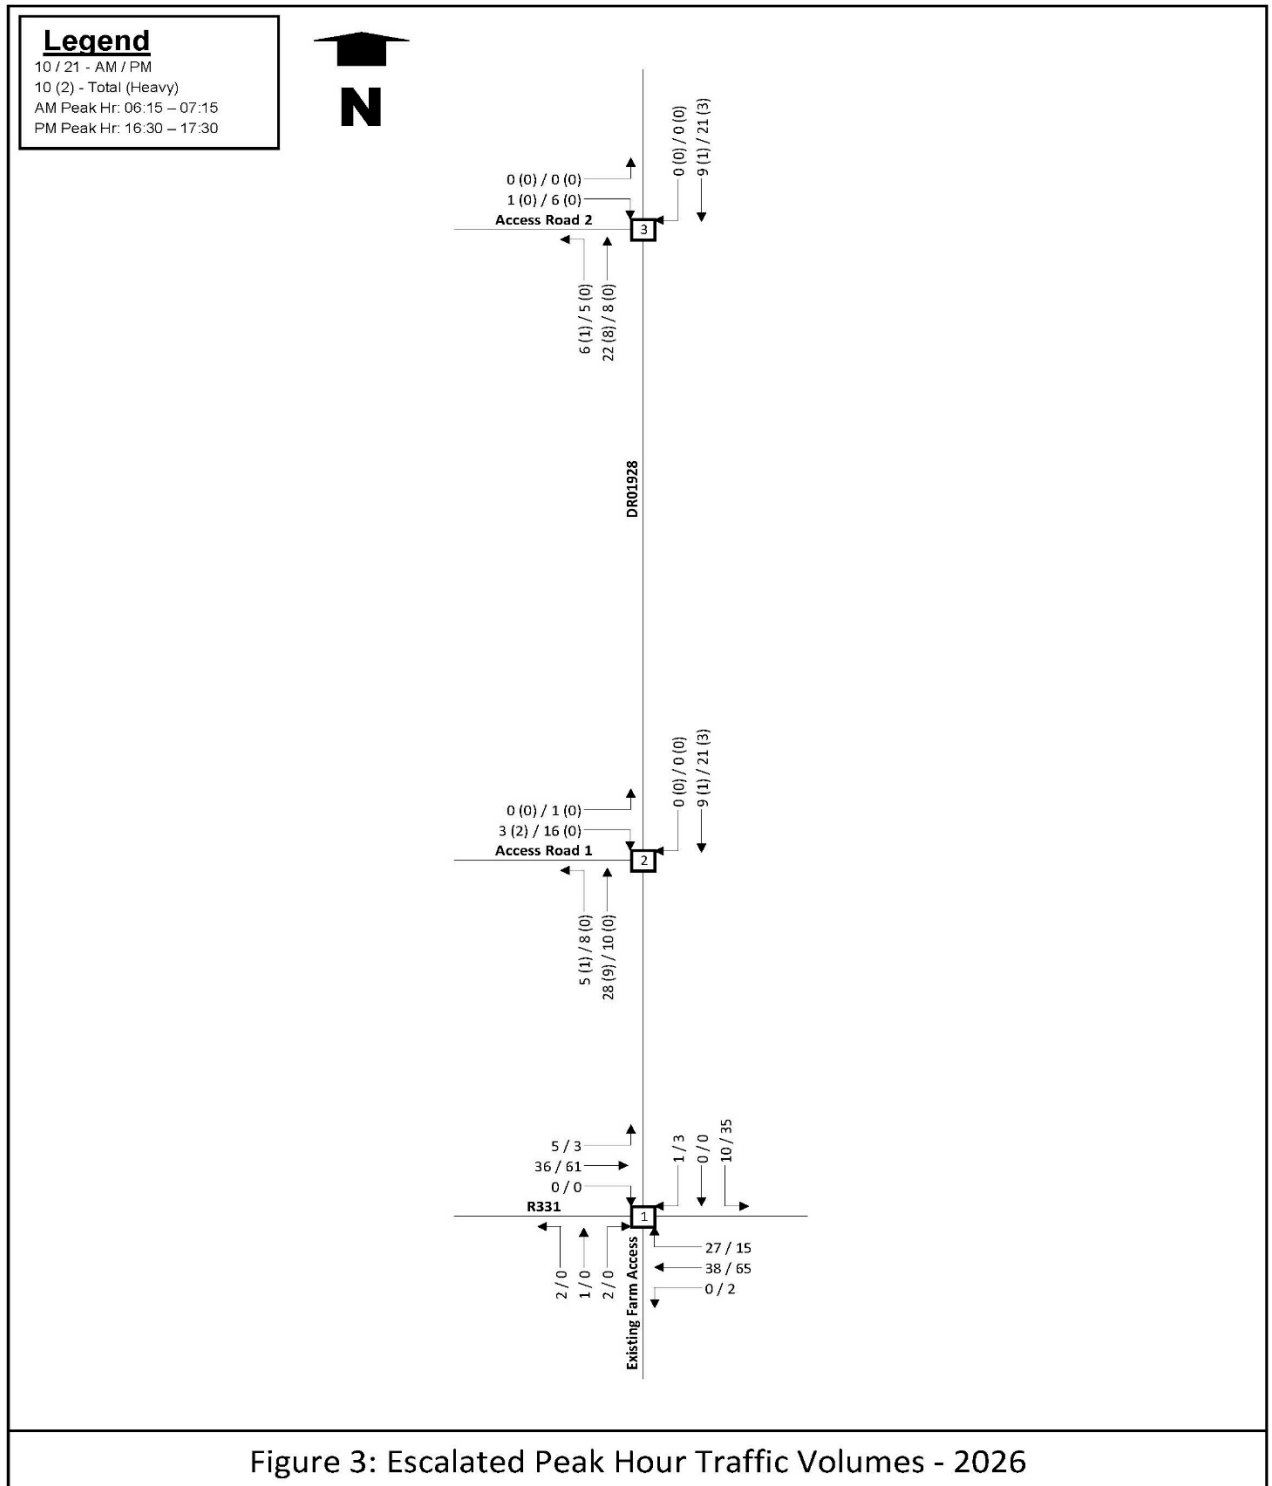 Legend
10 / 21 - AM / PM
10 (2) - Total (Heavy)
AM Peak Hr: 06:15 – 07:15
PM Peak Hr: 16:30 – 17:30
N
0 (0) / 0 (0)
9 (1) / 21 (3)
0 (0) / 0 (0)
1 (0) / 6 (0)
Access Road 2
3
6 (1) / 5 (0)
22 (8) / 8 (0)
DR01928
0 (0) / 0 (0)
9 (1) / 21 (3)
0 (0) / 1 (0)
3 (2) / 16 (0)
Access Road 1
2
5 (1) / 8 (0)
28 (9) / 10 (0)
1 / 3
0 / 0
10 / 35
5 / 3
36 / 61
0 / 0
R331
1
2 / 0
1 / 0
2 / 0
Existing Farm Access
27 / 15
38 / 65
0 / 2
Figure 3: Escalated Peak Hour Traffic Volumes - 2026